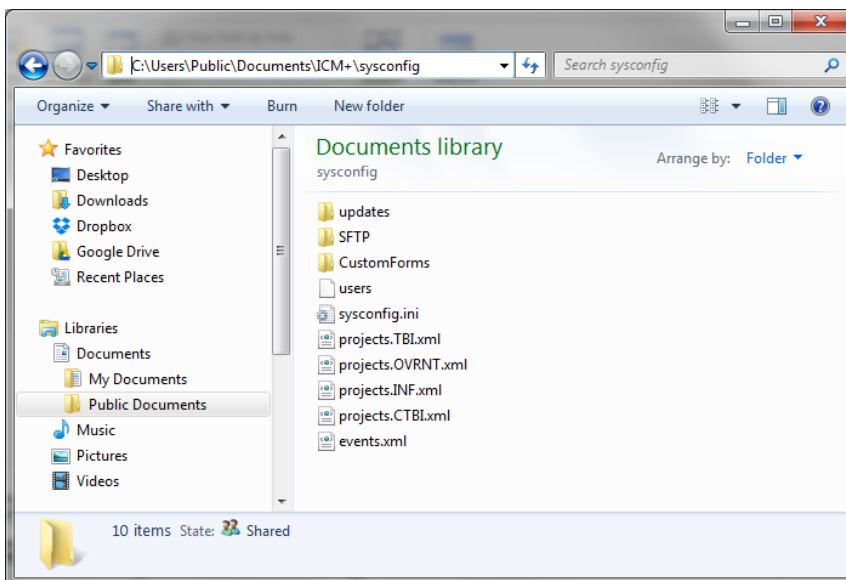 C:\Users\Public\Documents\ICM+\sysconfig
Search sysconfig
Organize
Share with
Burn
New folder
Favorites
Desktop
Downloads
Dropbox
Google Drive
Recent Places
Libraries
Documents
My Documents
Public Documents
Music
Pictures
Videos
Documents library
sysconfig
Arrange by: Folder
updates
SFTP
CustomForms
users
sysconfig.ini
projects.TBI.xml
projects.OVRNT.xml
projects.INF.xml
projects.CTBI.xml
events.xml
10 items State: Shared